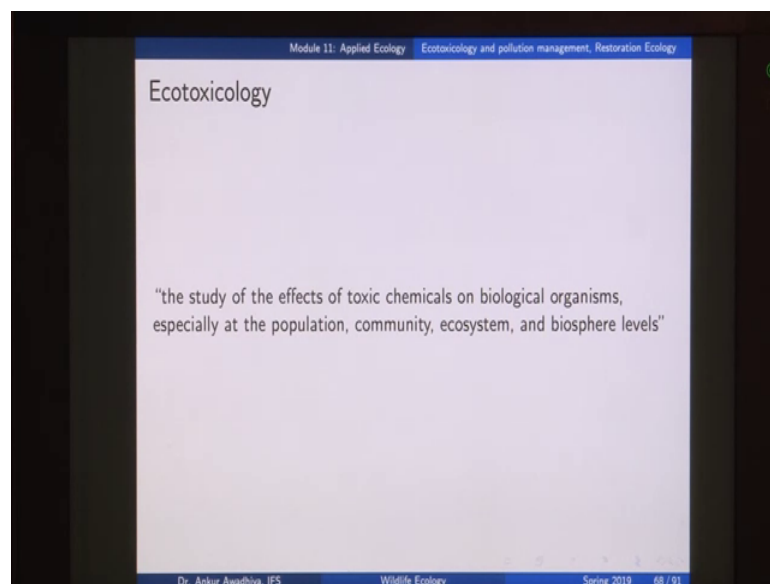 Module 11: Applied Ecology Ecotoxicology and pollution management, Restoration Ecology
Ecotoxicology
“the study of the effects of toxic chemicals on biological organisms,
especially at the population, community, ecosystem, and biosphere levels”
Dr. Ankur Awadhiya, IFS Wildlife Ecology Spring 2019 68 / 91